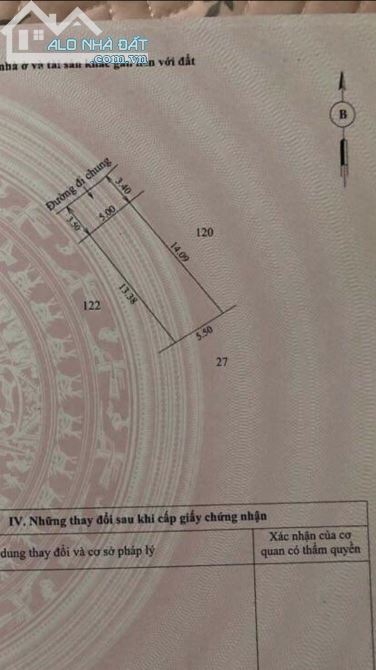 ALO NHÀ ĐẤT
.com.vn
nhà ở và tài sản khác gắn liền với đất
B
Đường đi chung
3.40
5.00
3.50
120
14.09
13.38
122
5.50
27
IV. Những thay đổi sau khi cấp giấy chứng nhận
dung thay đổi và cơ sở pháp lý
Xác nhận của cơ
quan có thẩm quyền